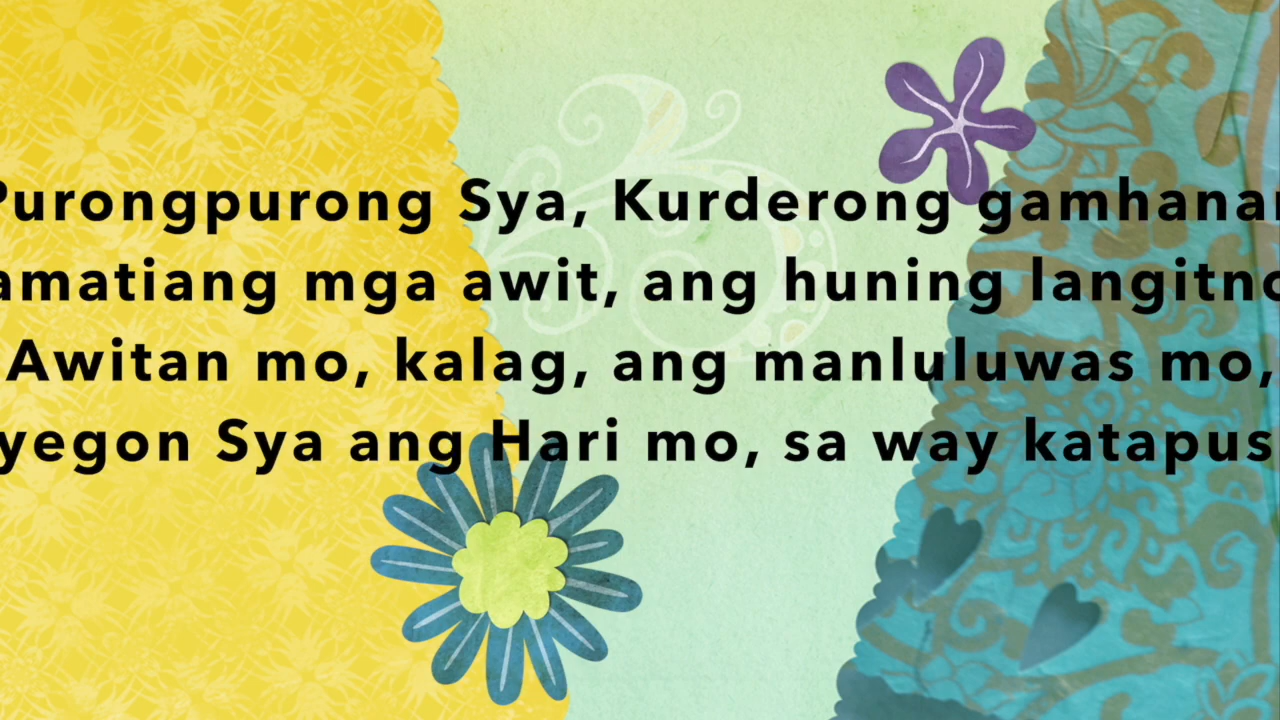 Purongpurong Sya, Kurderong gamhanan
amatiang mga awit, ang huning langitno
Awitan mo, kalag, ang manluluwas mo,
yegon Sya ang Hari mo, sa way katapus